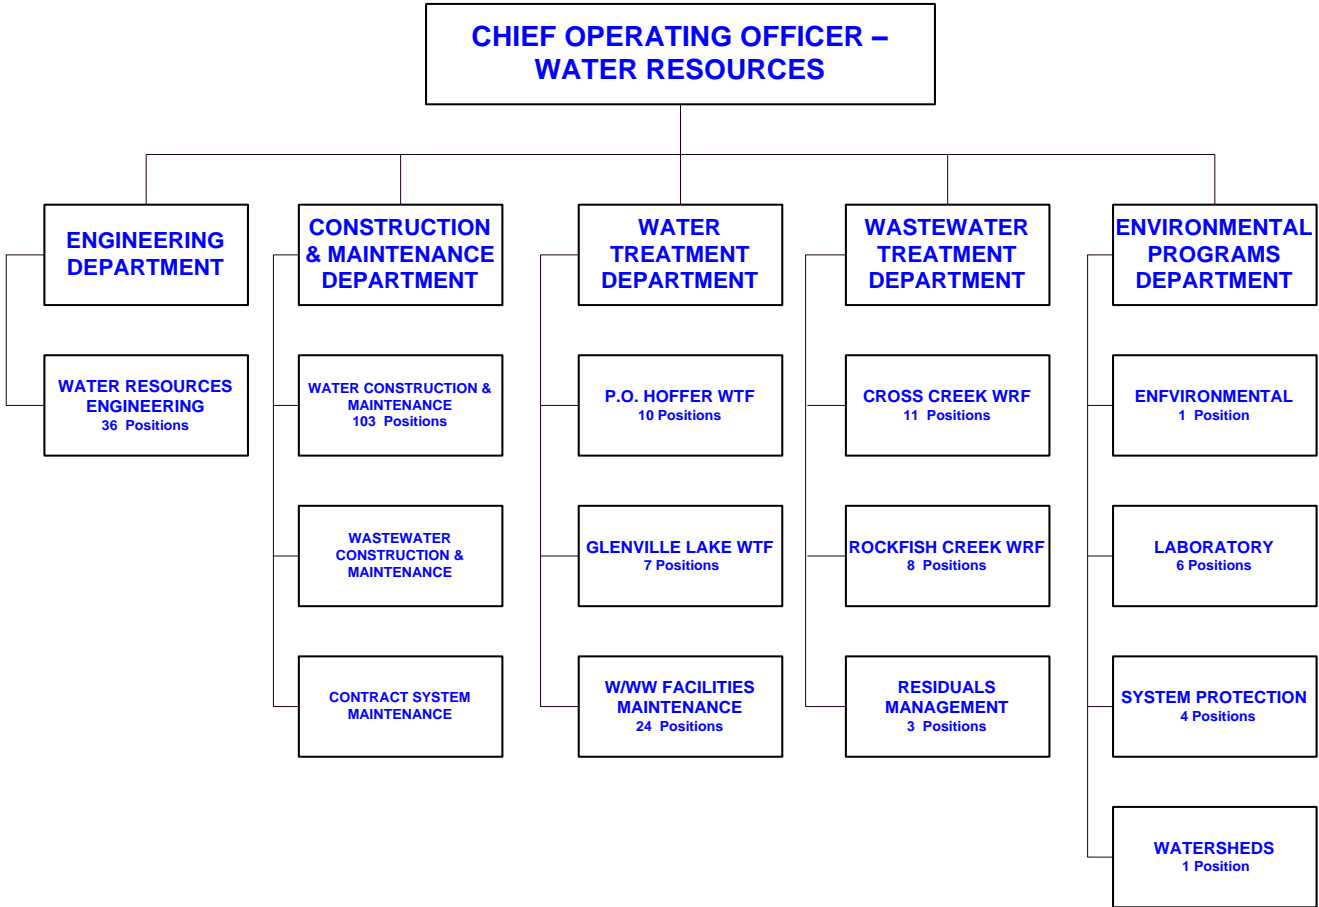 CHIEF OPERATING OFFICER –
WATER RESOURCES
ENGINEERING
DEPARTMENT
CONSTRUCTION
& MAINTENANCE
DEPARTMENT
WATER
TREATMENT
DEPARTMENT
WASTEWATER
TREATMENT
DEPARTMENT
ENVIRONMENTAL
PROGRAMS
DEPARTMENT
WATER RESOURCES
ENGINEERING
36 Positions
WATER CONSTRUCTION &
MAINTENANCE
103 Positions
P.O. HOFFER WTF
10 Positions
CROSS CREEK WRF
11 Positions
ENFVIRONMENTAL
1 Position
WASTEWATER
CONSTRUCTION &
MAINTENANCE
GLENVILLE LAKE WTF
7 Positions
ROCKFISH CREEK WRF
8 Positions
LABORATORY
6 Positions
CONTRACT SYSTEM
MAINTENANCE
W/WW FACILITIES
MAINTENANCE
24 Positions
RESIDUALS
MANAGEMENT
3 Positions
SYSTEM PROTECTION
4 Positions
WATERSHEDS
1 Position